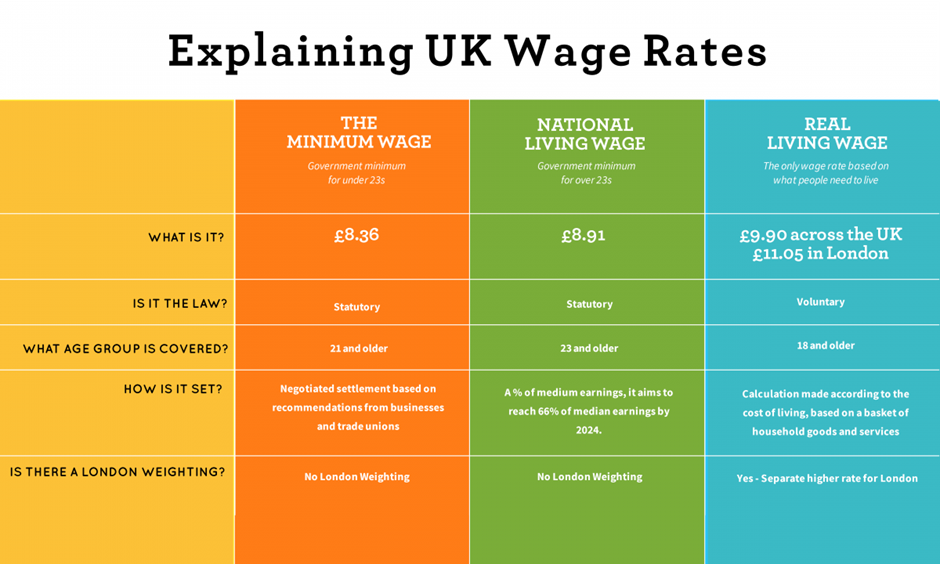 Explaining UK Wage Rates
THE
MINIMUM WAGE
Government minimum
for under 23s
NATIONAL
LIVING WAGE
Government minimum
for over 23s
REAL
LIVING WAGE
The only wage rate based on
what people need to live
WHAT IS IT?
£8.36
£8.91
£9.90 across the UK
£11.05 in London
IS IT THE LAW?
Statutory
Statutory
Voluntary
WHAT AGE GROUP IS COVERED?
21 and older
23 and older
18 and older
HOW IS IT SET?
Negotiated settlement based on
recommendations from businesses
and trade unions
A % of medium earnings, it aims to
reach 66% of median earnings by
2024.
Calculation made according to the
cost of living, based on a basket of
household goods and services
IS THERE A LONDON WEIGHTING?
No London Weighting
No London Weighting
Yes - Separate higher rate for London